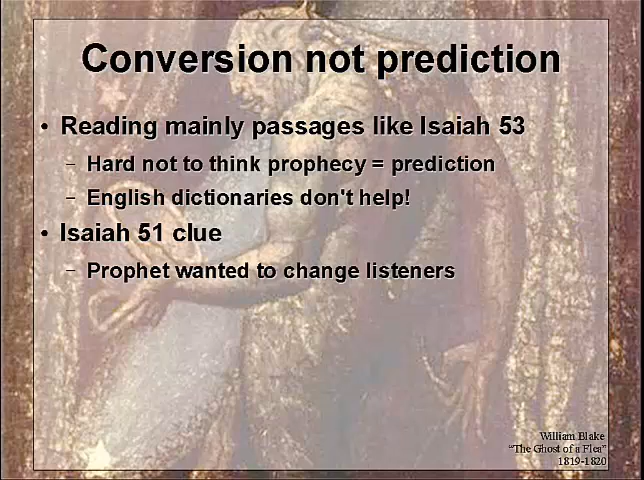 Conversion not prediction
• Reading mainly passages like Isaiah 53
– Hard not to think prophecy = prediction
– English dictionaries don't help!
• Isaiah 51 clue
– Prophet wanted to change listeners
William Blake
“The Ghost of a Flea”
1819-1820